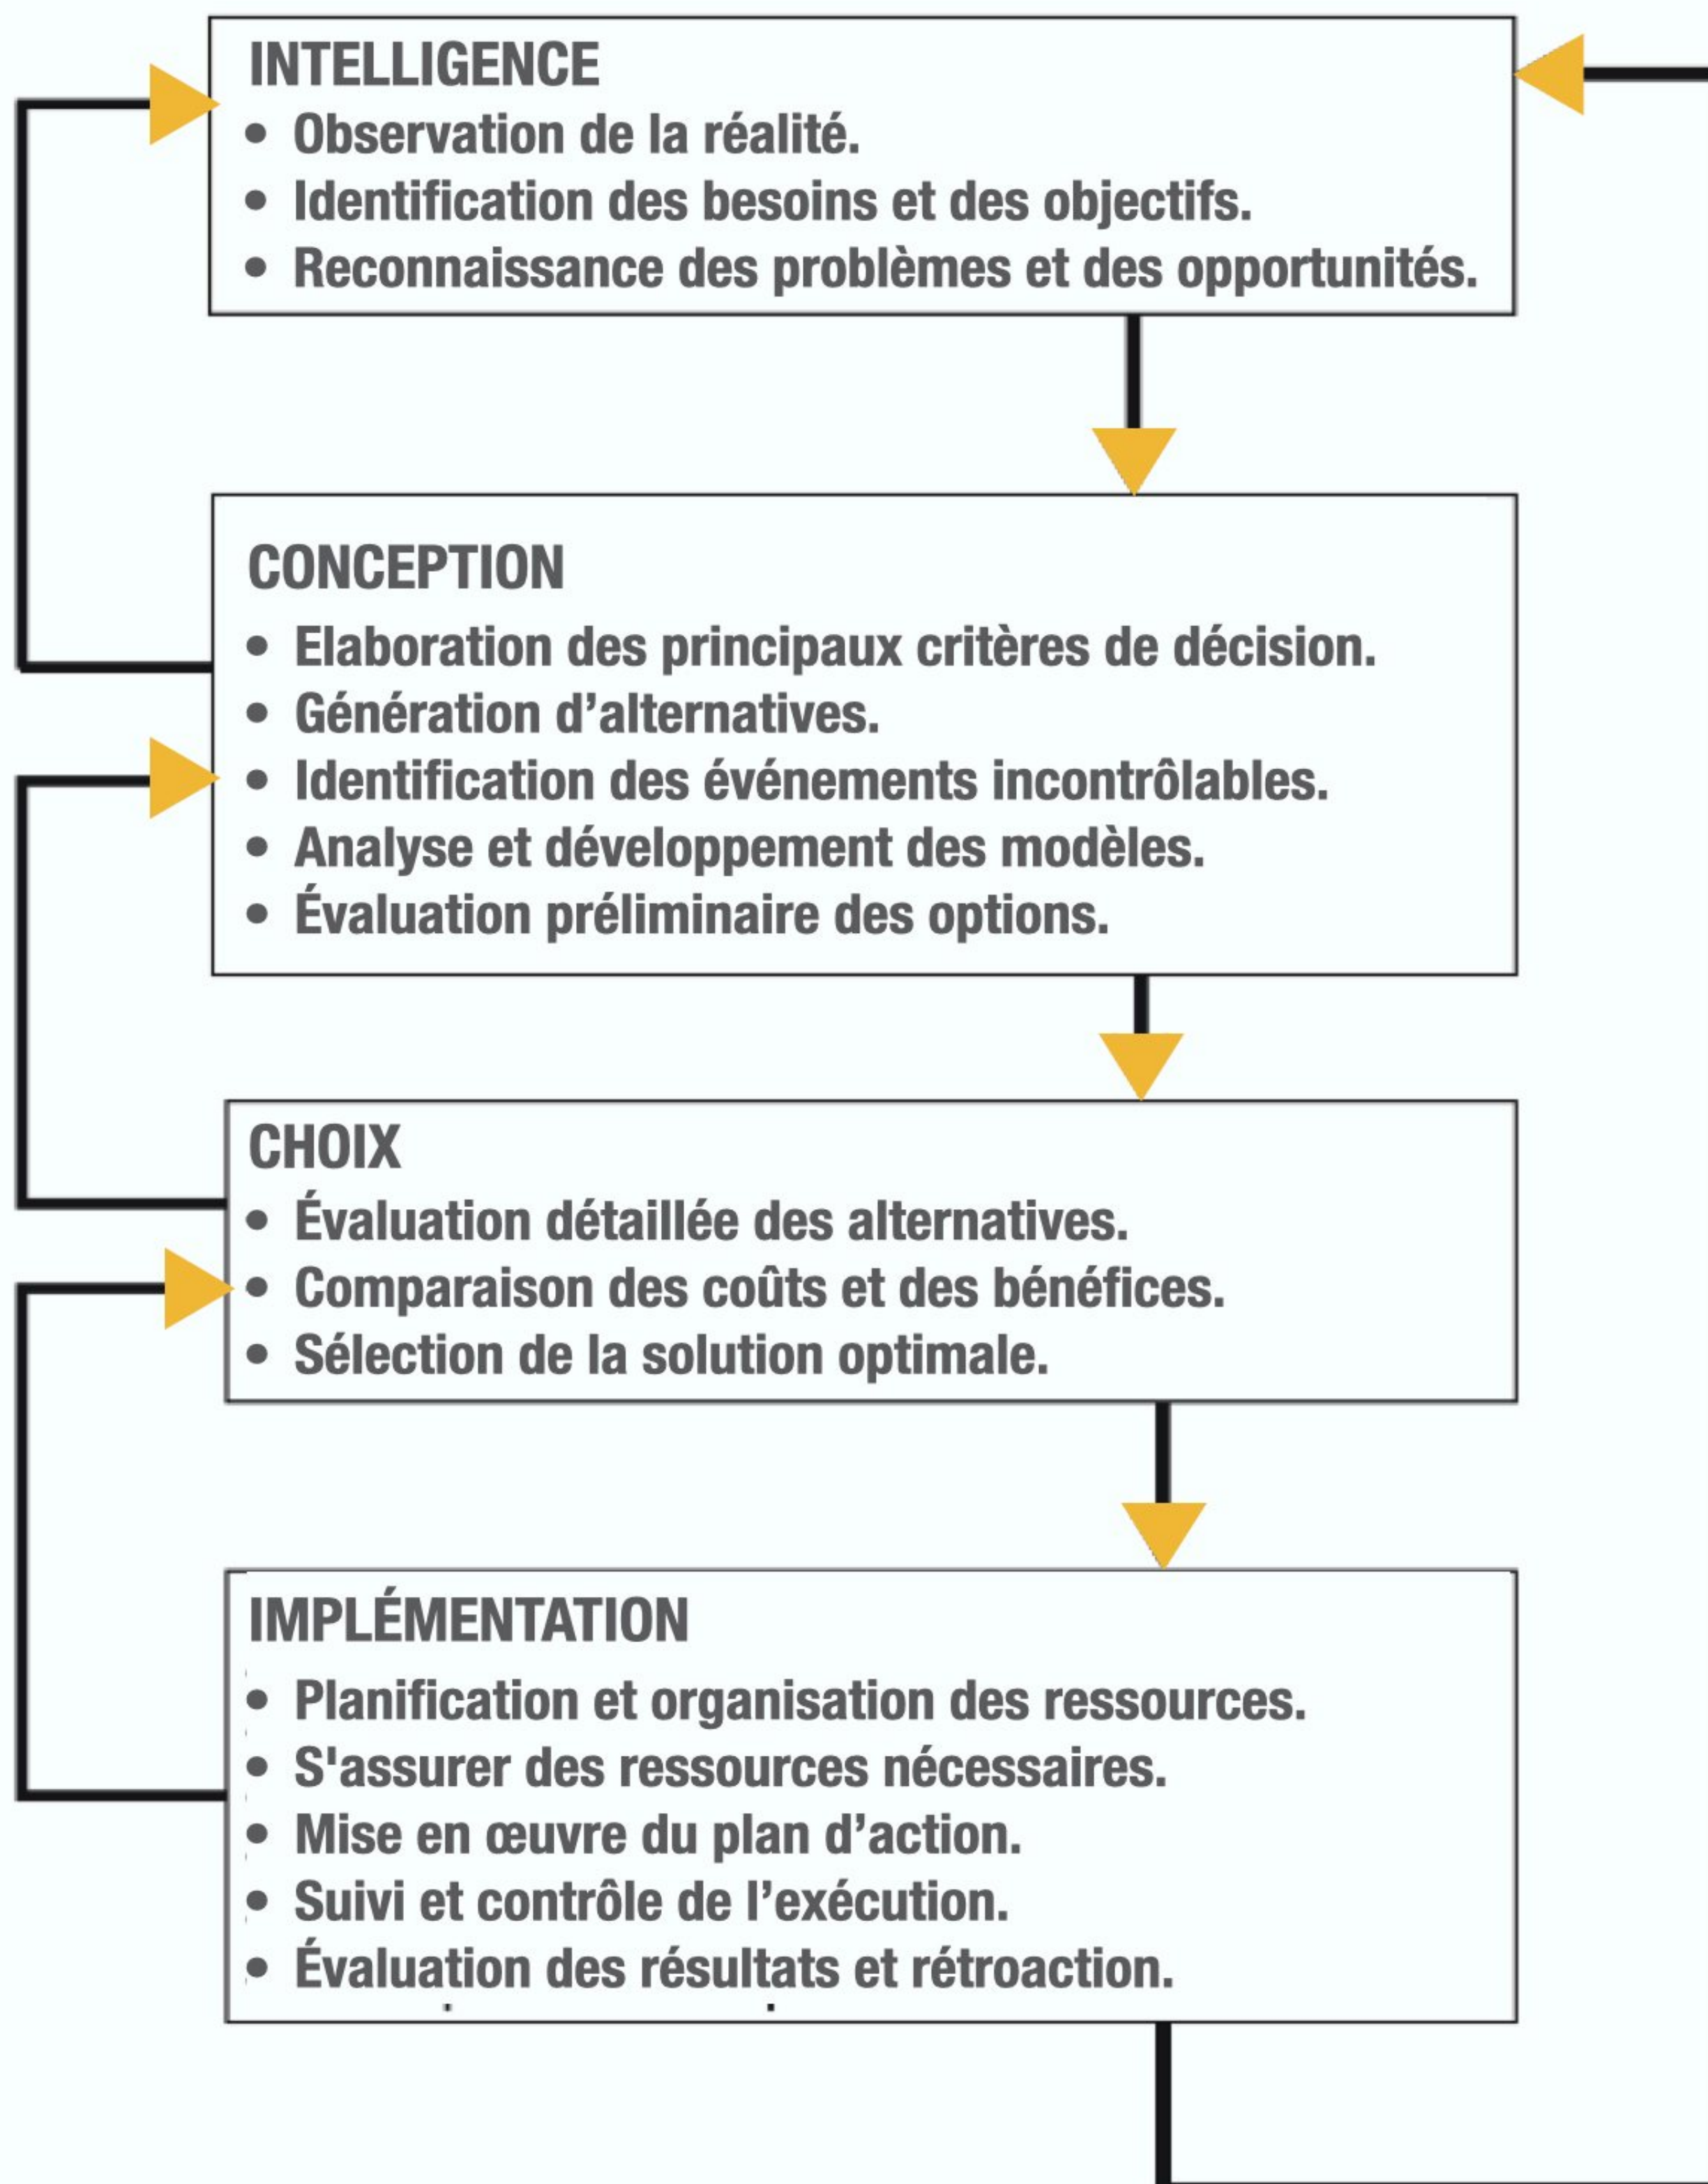 INTELLIGENCE
• Observation de la réalité.
• Identification des besoins et des objectifs.
• Reconnaissance des problèmes et des opportunités.
CONCEPTION
• Elaboration des principaux critères de décision.
• Génération d’alternatives.
• Identification des événements incontrôlables.
• Analyse et développement des modèles.
• Évaluation préliminaire des options.
CHOIX
• Évaluation détaillée des alternatives.
• Comparaison des coûts et des bénéfices.
• Sélection de la solution optimale.
IMPLÉMENTATION
• Planification et organisation des ressources.
• S'assurer des ressources nécessaires.
• Mise en œuvre du plan d’action.
• Suivi et contrôle de l’exécution.
• Évaluation des résultats et rétroaction.